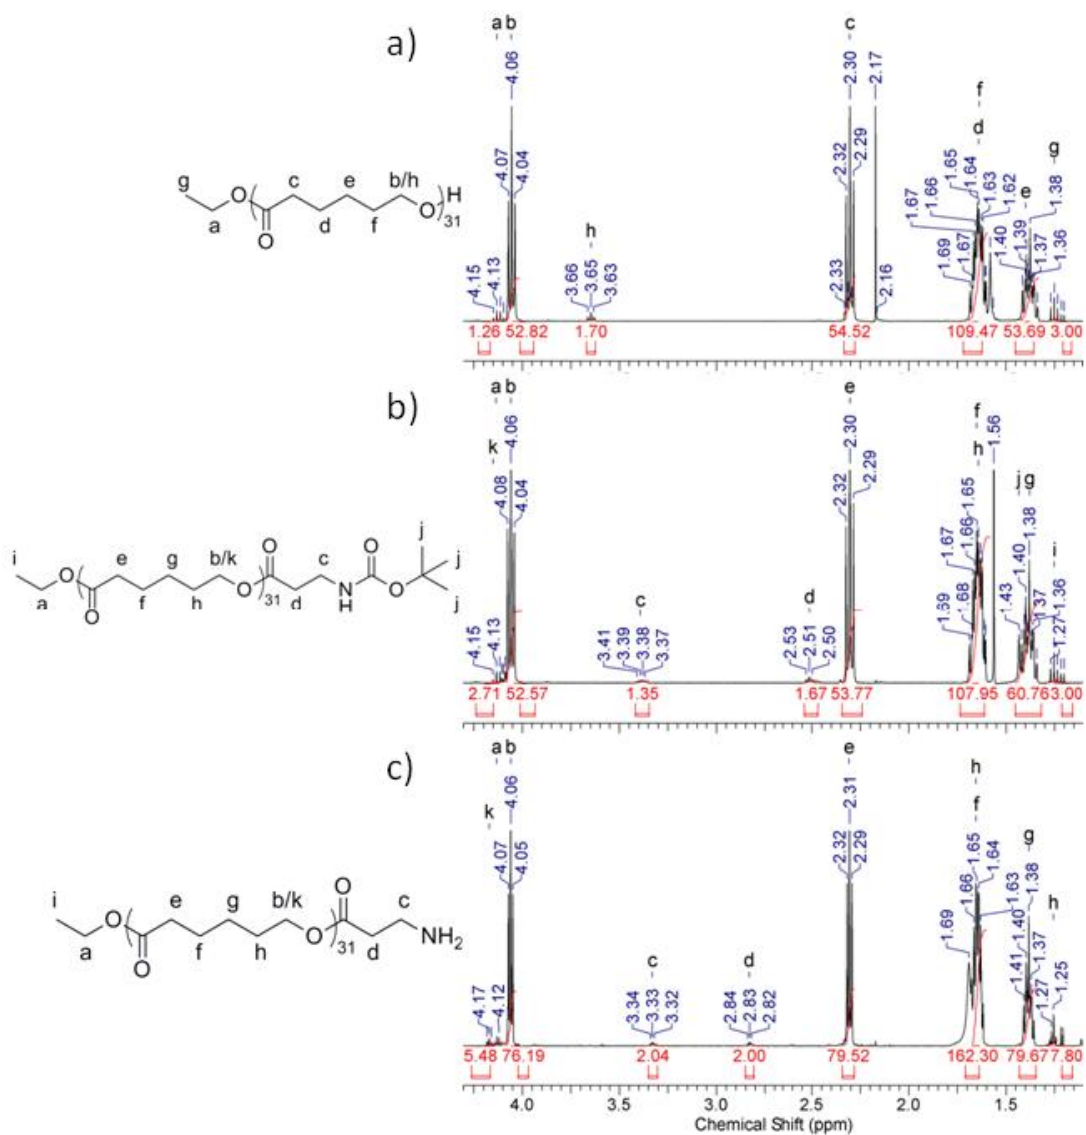 a)
a b c f d e g h
4.15 4.13 4.07 4.06 4.04 3.66 3.65 3.63 2.33 2.32 2.30 2.29 2.17 2.16 1.69 1.67 1.67 1.66 1.65 1.64 1.63 1.62 1.40 1.39 1.38 1.37 1.36
g c e b/h
O O H
a d f 31
O
1.26 52.82 1.70 54.52 109.47 53.69 3.00
b)
a b k c d e f h j g i
4.15 4.13 4.08 4.06 4.04 3.41 3.39 3.38 3.37 2.53 2.51 2.50 2.32 2.30 2.29 1.69 1.68 1.67 1.66 1.65 1.56 1.43 1.40 1.38 1.37 1.36 1.27
i e g b/k O c O j
O O N O j
a f h 31 d H j
O
2.71 52.57 1.35 1.67 53.77 107.95 60.76 3.00
c)
a b k c d e h f g h
4.17 4.12 4.07 4.06 4.05 3.34 3.33 3.32 2.84 2.83 2.82 2.32 2.31 2.29 1.69 1.66 1.65 1.64 1.63 1.41 1.40 1.38 1.37 1.27 1.25
i e g b/k O c
O O NH2
a f h 31 d
O
5.48 76.19 2.04 2.00 79.52 162.30 79.67 7.80
4.0 3.5 3.0 2.5 2.0 1.5
Chemical Shift (ppm)